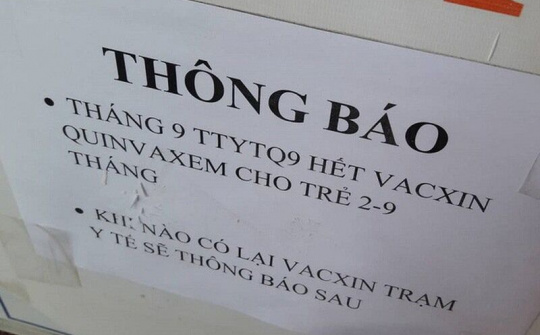 THÔNG BÁO
• THÁNG 9 TTYTQ9 HẾT VACXIN
QUINVAXEM CHO TRẺ 2-9
THÁNG
• KHI NÀO CÓ LẠI VACXIN TRẠM
Y TẾ SẼ THÔNG BÁO SAU